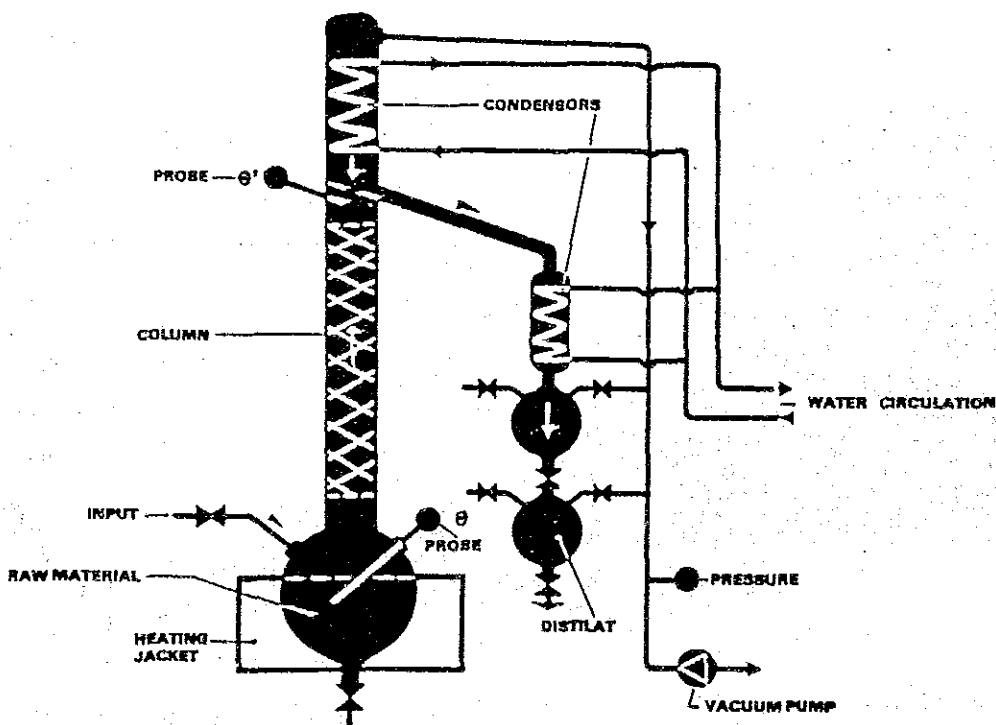 CONDENSORS
PROBE θ'
COLUMN
WATER CIRCULATION
INPUT
θ
PROBE
RAW MATERIAL
PRESSURE
DISTILAT
HEATING
JACKET
VACUUM PUMP